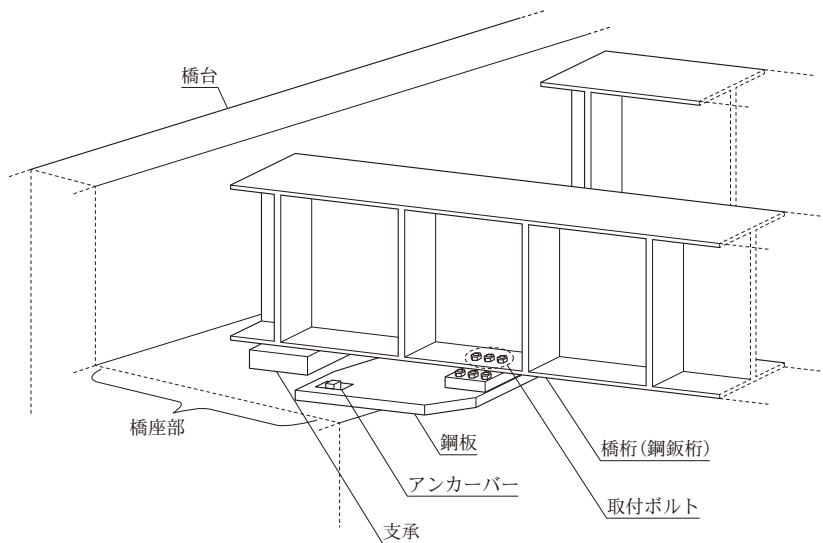 橋台
橋座部
鋼板
橋桁(鋼鈑桁)
アンカーバー
取付ボルト
支承